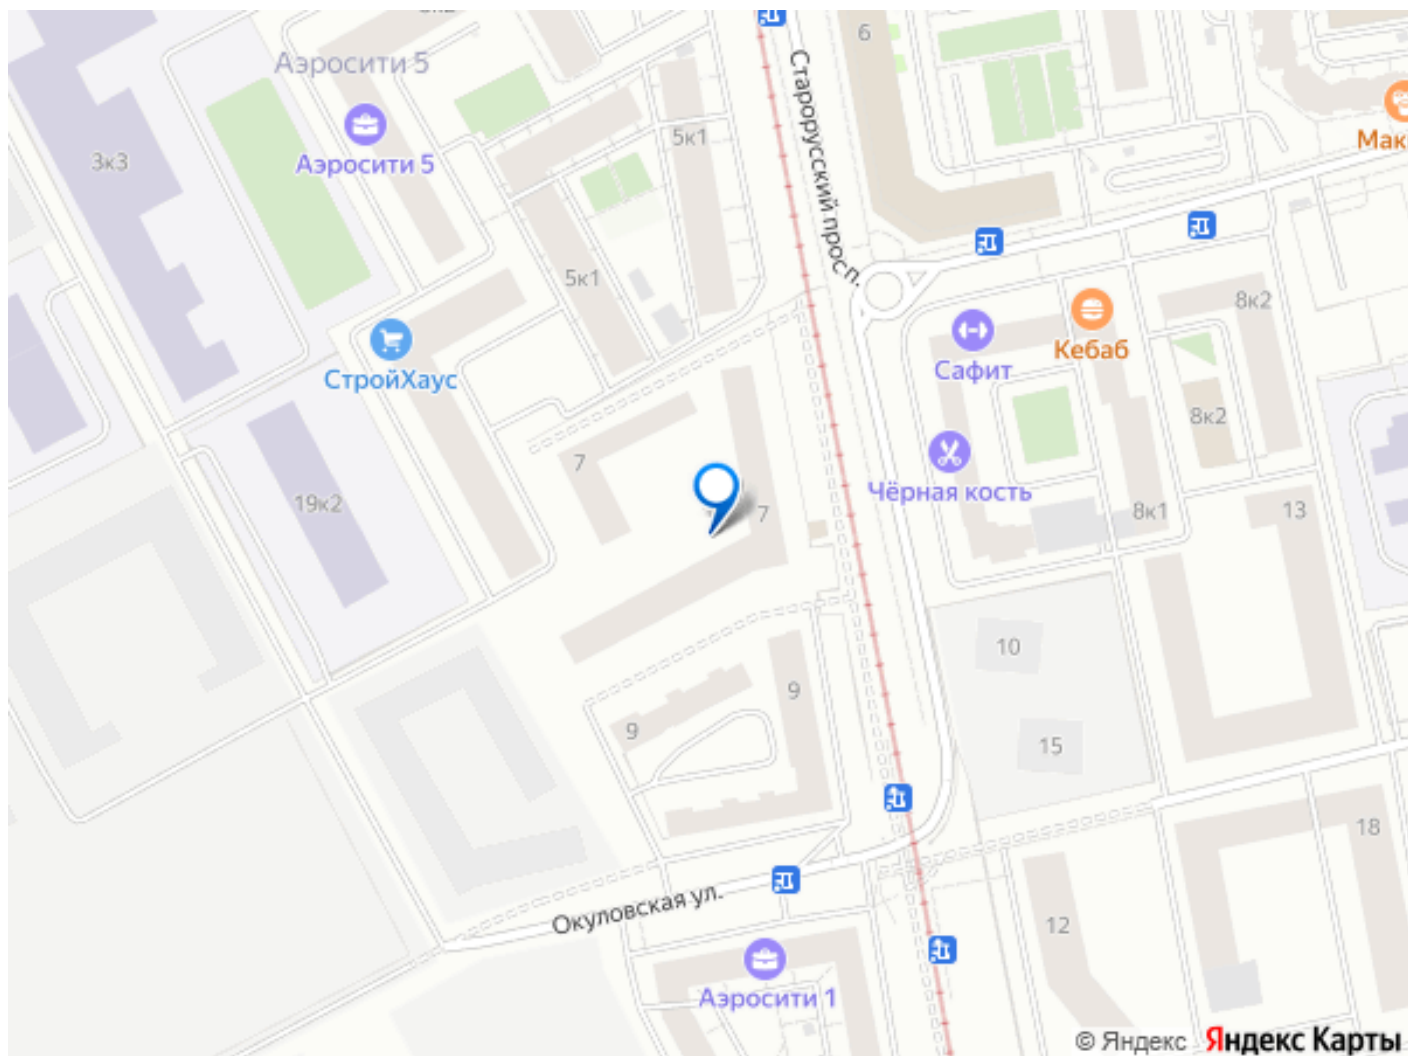 6
Аэросити 5
Старорусский просп.
Аэросити 5
3к3
5к1
Мак
5к1
8к2
Сафит
Кебаб
СтройХаус
8к2
7
Чёрная кость
19к2
7
8к1
13
10
9
9
15
18
Окуловская ул.
12
Аэросити 1
© Яндекс Яндекс Карты